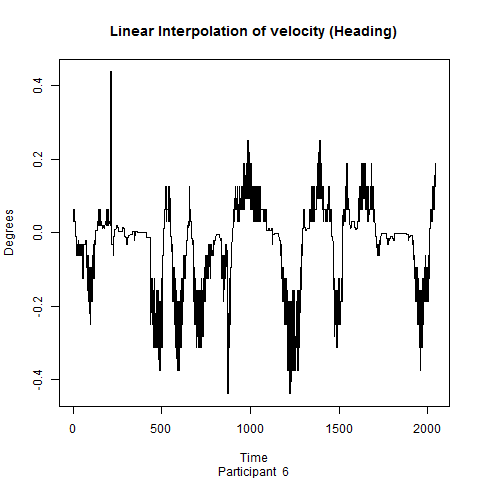 Linear Interpolation of velocity (Heading)
0.4
0.2
0.0
-0.2
-0.4
Degrees
0 500 1000 1500 2000
Time
Participant 6